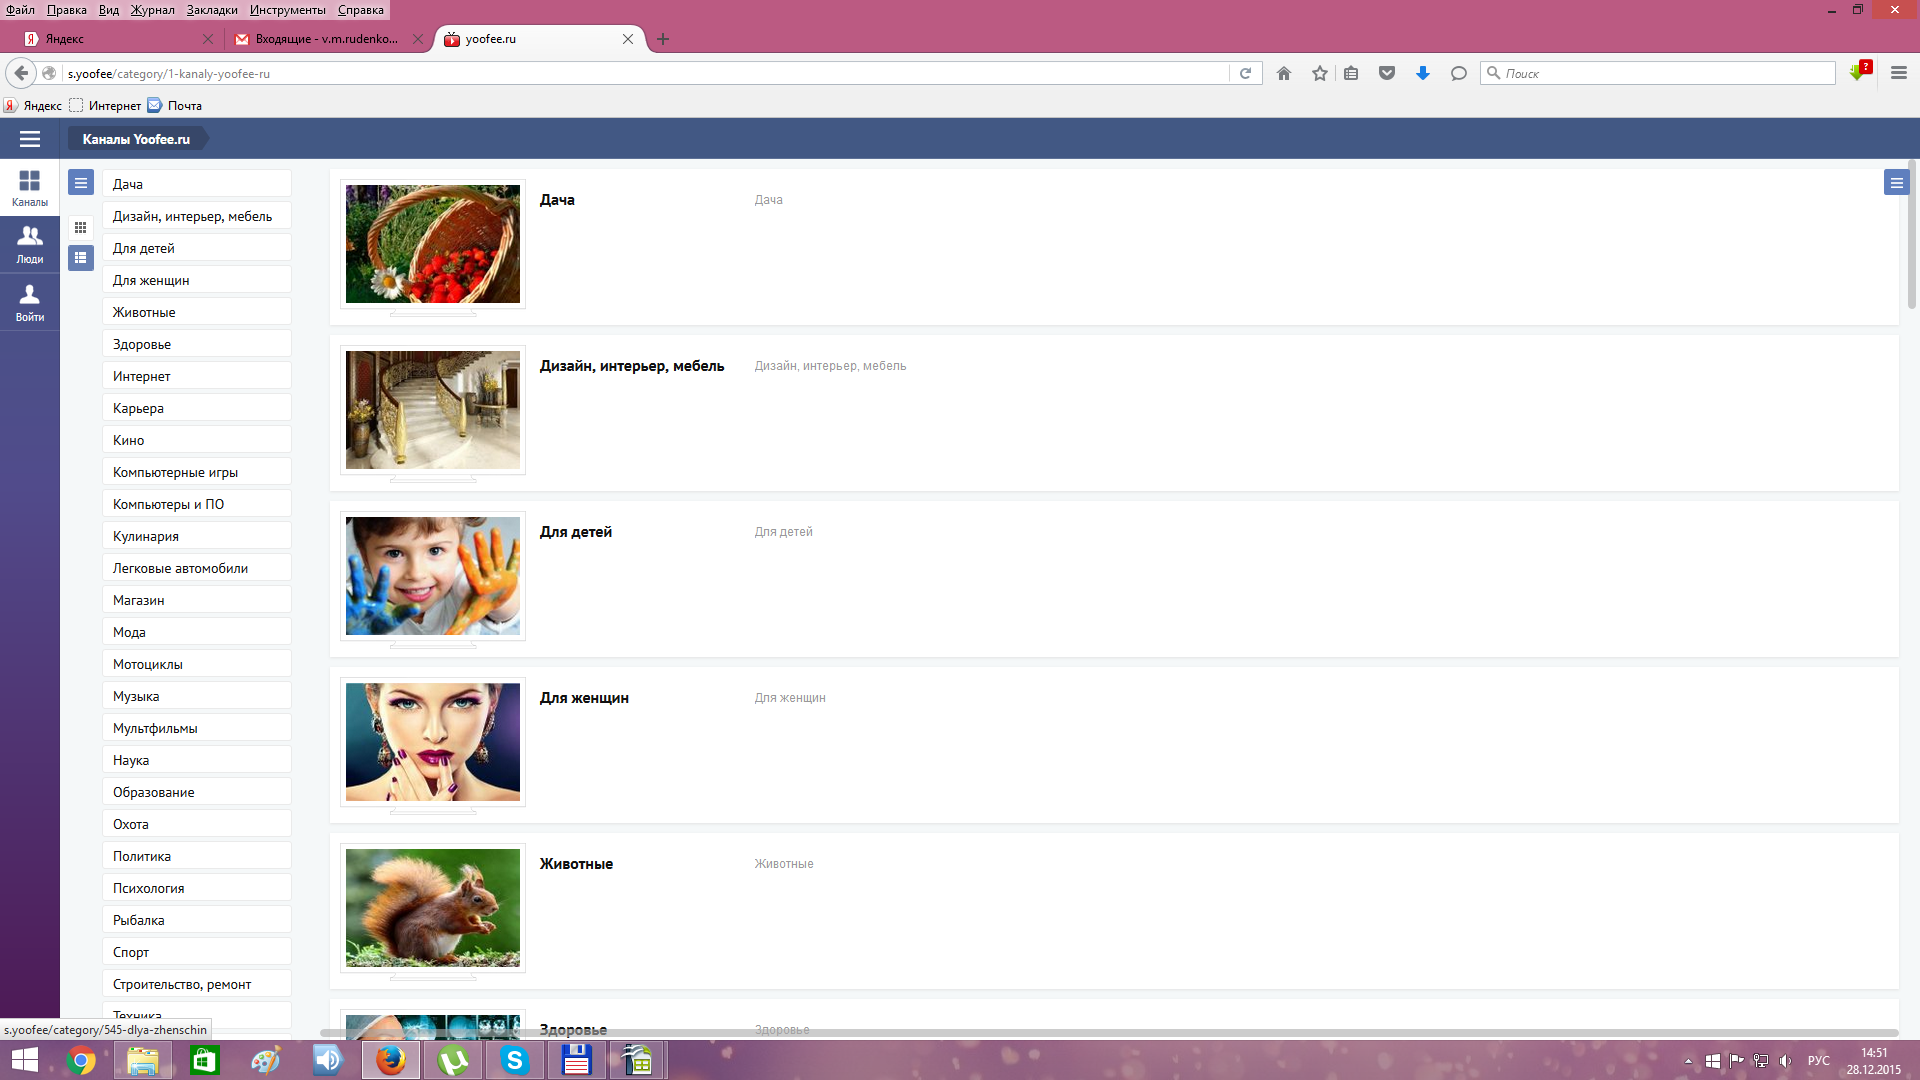 Файл Правка Вид Журнал Закладки Инструменты Справка
Яндекс
Входящие - v.m.rudenko...
yoofee.ru
s.yoofee/category/1-kanaly-yoofee-ru
Поиск
?
Яндекс Интернет Почта
Каналы Yoofee.ru
Каналы
Люди
Войти
Дача
Дизайн, интерьер, мебель
Для детей
Для женщин
Животные
Здоровье
Интернет
Карьера
Кино
Компьютерные игры
Компьютеры и ПО
Кулинария
Легковые автомобили
Магазин
Мода
Мотоциклы
Музыка
Мультфильмы
Наука
Образование
Охота
Политика
Психология
Рыбалка
Спорт
Строительство, ремонт
Техника
Дача Дача
Дизайн, интерьер, мебель Дизайн, интерьер, мебель
Для детей Для детей
Для женщин Для женщин
Животные Животные
Здоровье Здоровье
s.yoofee/category/545-dlya-zhenschin
РУС
14:51
28.12.2015